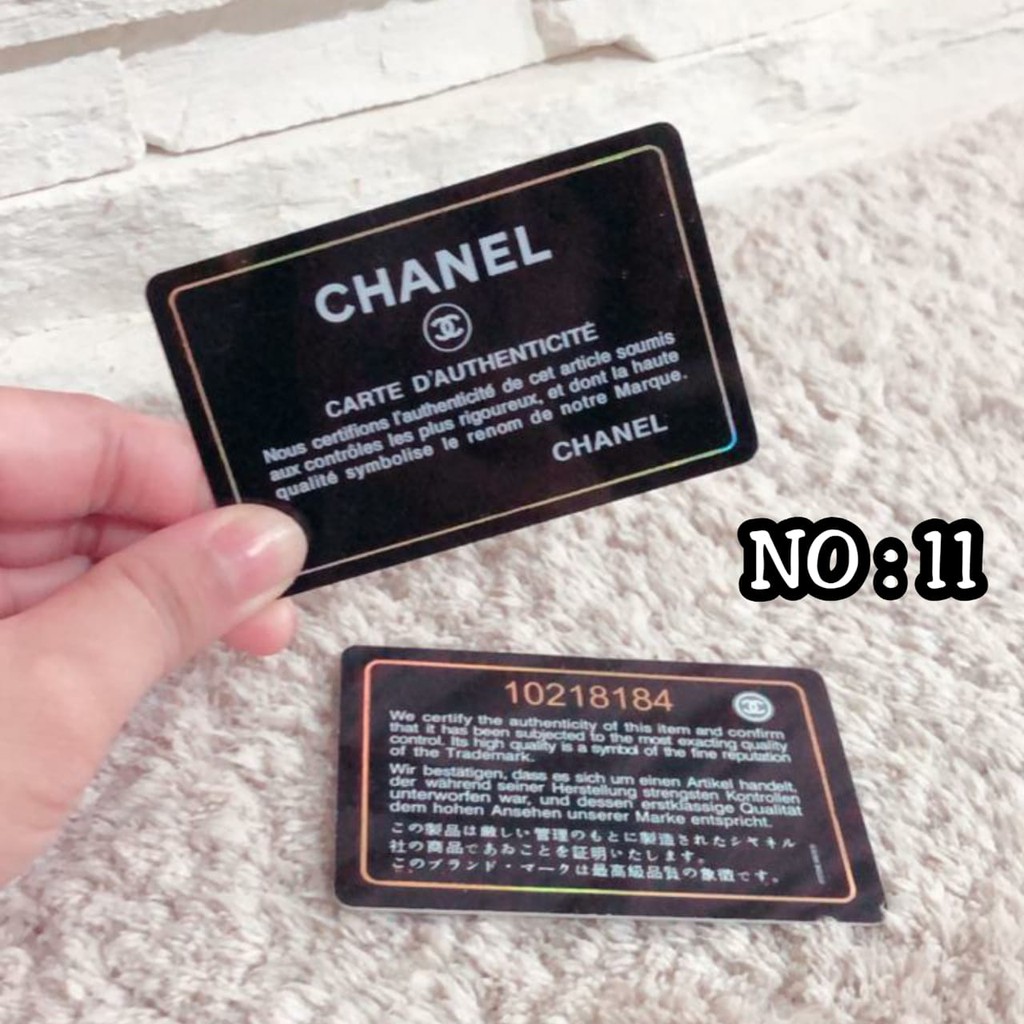 CHANEL
CARTE D'AUTHENTICITÉ
Nous certifions l'authenticité de cet article soumis
aux contrôles les plus rigoureux, et dont la haute
qualité symbolise le renom de notre Marque.
CHANEL
NO:11
10218184
We certify the authenticity of this item and confirm
that it has been subjected to the most exacting quality
control. Its high quality is a symbol of the fine reputation
of the Trademark.
Wir bestätigen, dass es sich um einen Artikel handelt,
der während seiner Herstellung strengsten Kontrollen
unterworfen war, und dessen erstklässige Qualität
dem hohen Ansehen unserer Marke entspricht.
この製品は厳しい管理のもとに製造されたシヤネル
社の商品であおことを証明いたします。
このブランド・マークは最高級品質の象徴です。